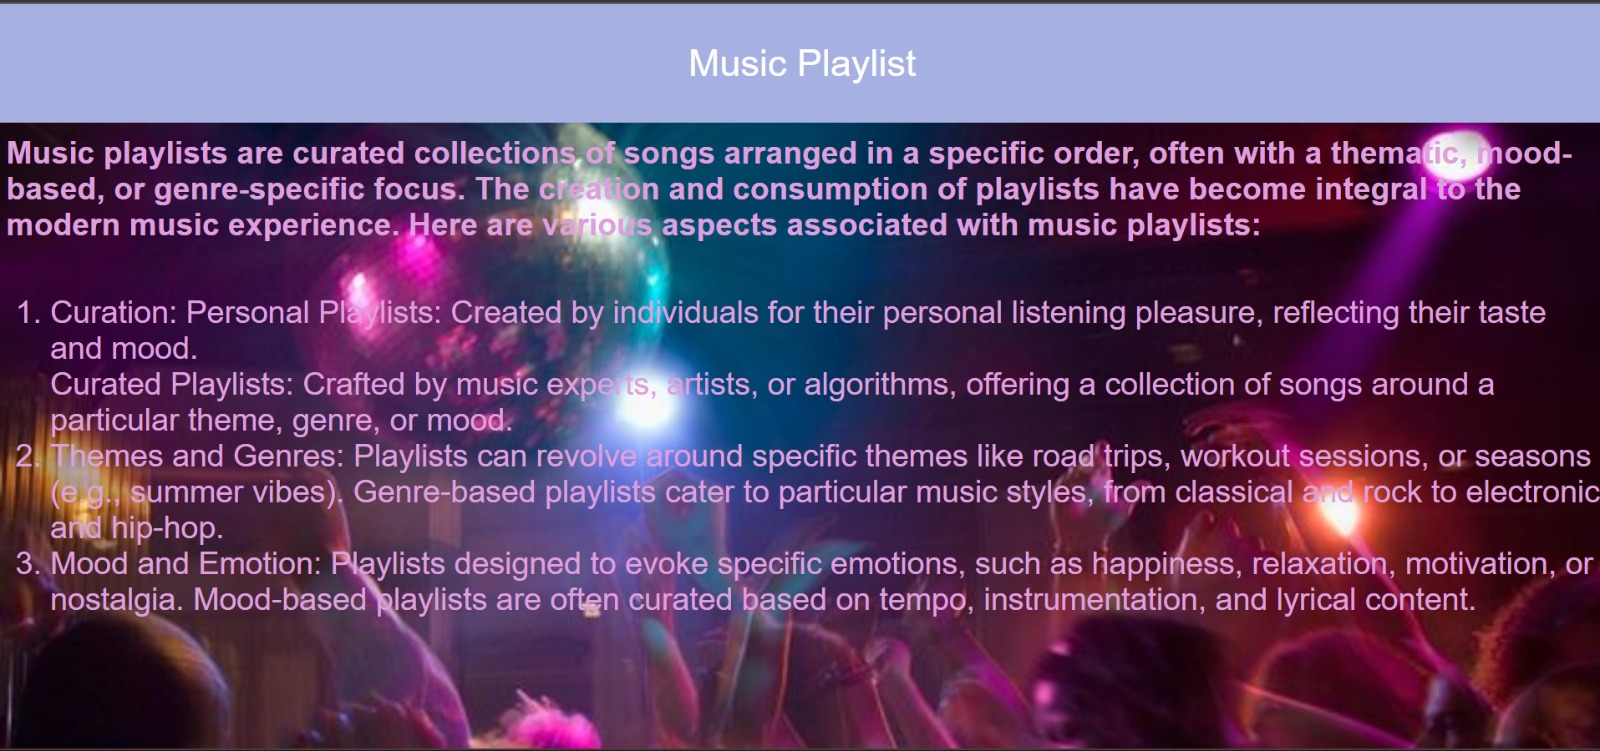 Music Playlist
Music playlists are curated collections of songs arranged in a specific order, often with a thematic, mood-
based, or genre-specific focus. The creation and consumption of playlists have become integral to the
modern music experience. Here are various aspects associated with music playlists:
1. Curation: Personal Playlists: Created by individuals for their personal listening pleasure, reflecting their taste
and mood.
Curated Playlists: Crafted by music experts, artists, or algorithms, offering a collection of songs around a
particular theme, genre, or mood.
2. Themes and Genres: Playlists can revolve around specific themes like road trips, workout sessions, or seasons
(e.g., summer vibes). Genre-based playlists cater to particular music styles, from classical and rock to electronic
and hip-hop.
3. Mood and Emotion: Playlists designed to evoke specific emotions, such as happiness, relaxation, motivation, or
nostalgia. Mood-based playlists are often curated based on tempo, instrumentation, and lyrical content.